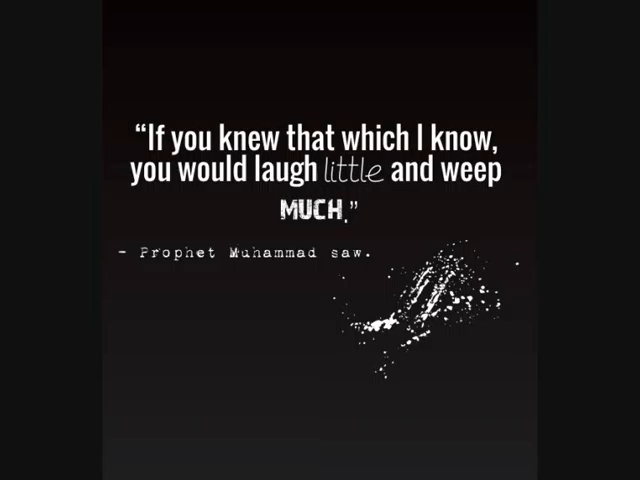 “If you knew that which I know,
you would laugh little and weep
MUCH.”
- Prophet Muhammad saw.